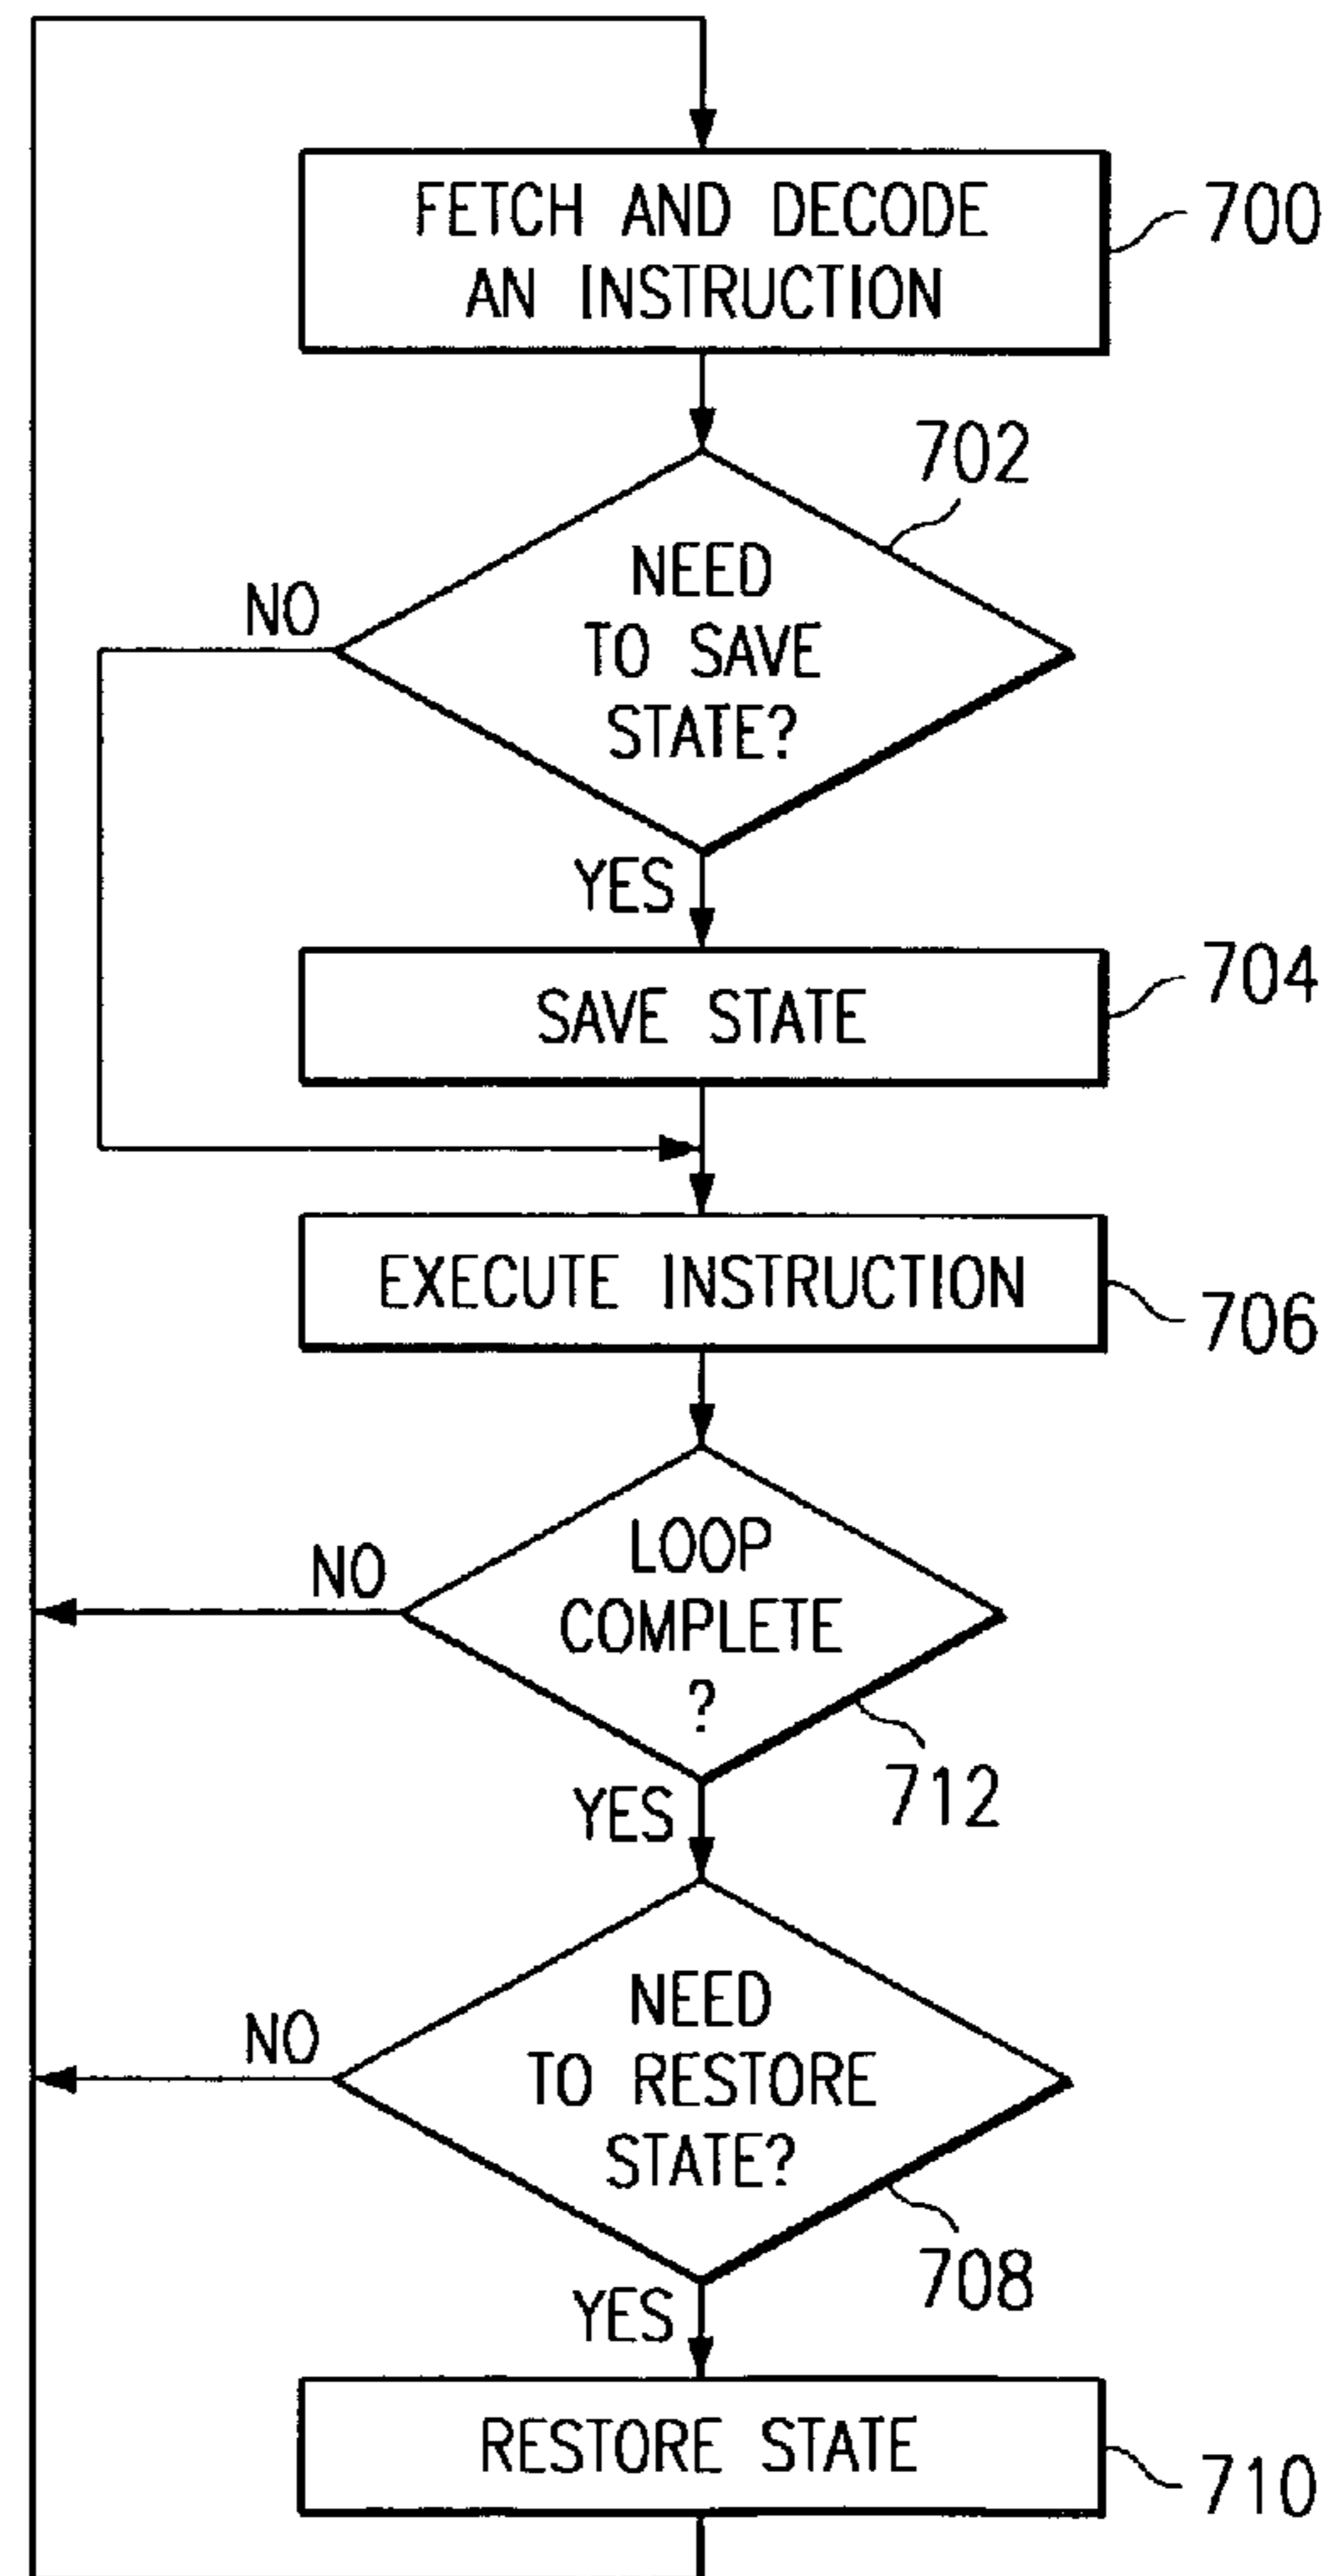 FETCH AND DECODE
AN INSTRUCTION
700
702
NEED
TO SAVE
STATE?
NO
YES
SAVE STATE
704
EXECUTE INSTRUCTION
706
LOOP
COMPLETE
?
NO
712
YES
NEED
TO RESTORE
STATE?
NO
708
YES
RESTORE STATE
710